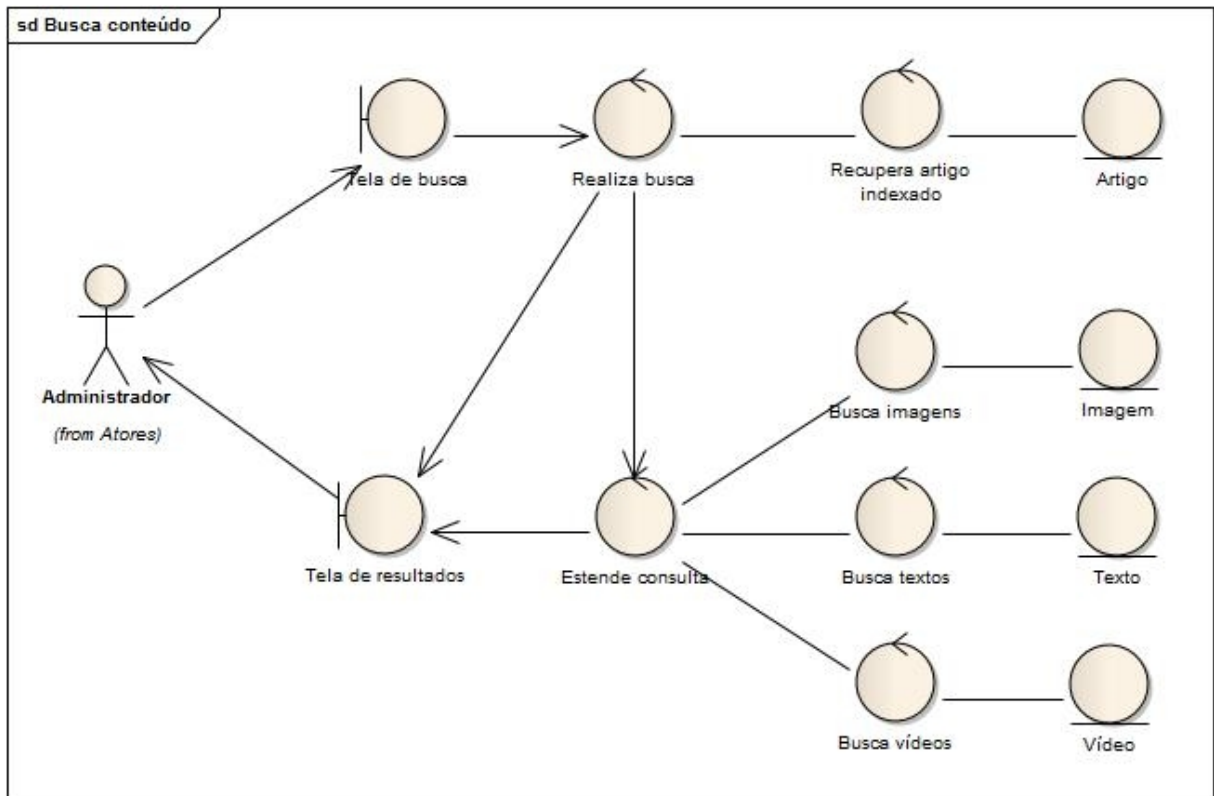 sd Busca conteúdo
Tela de busca
Realiza busca
Recupera artigo
indexado
Artigo
Administrador
(from Atores)
Busca imagens
Imagem
Tela de resultados
Estende consulta
Busca textos
Texto
Busca vídeos
Vídeo